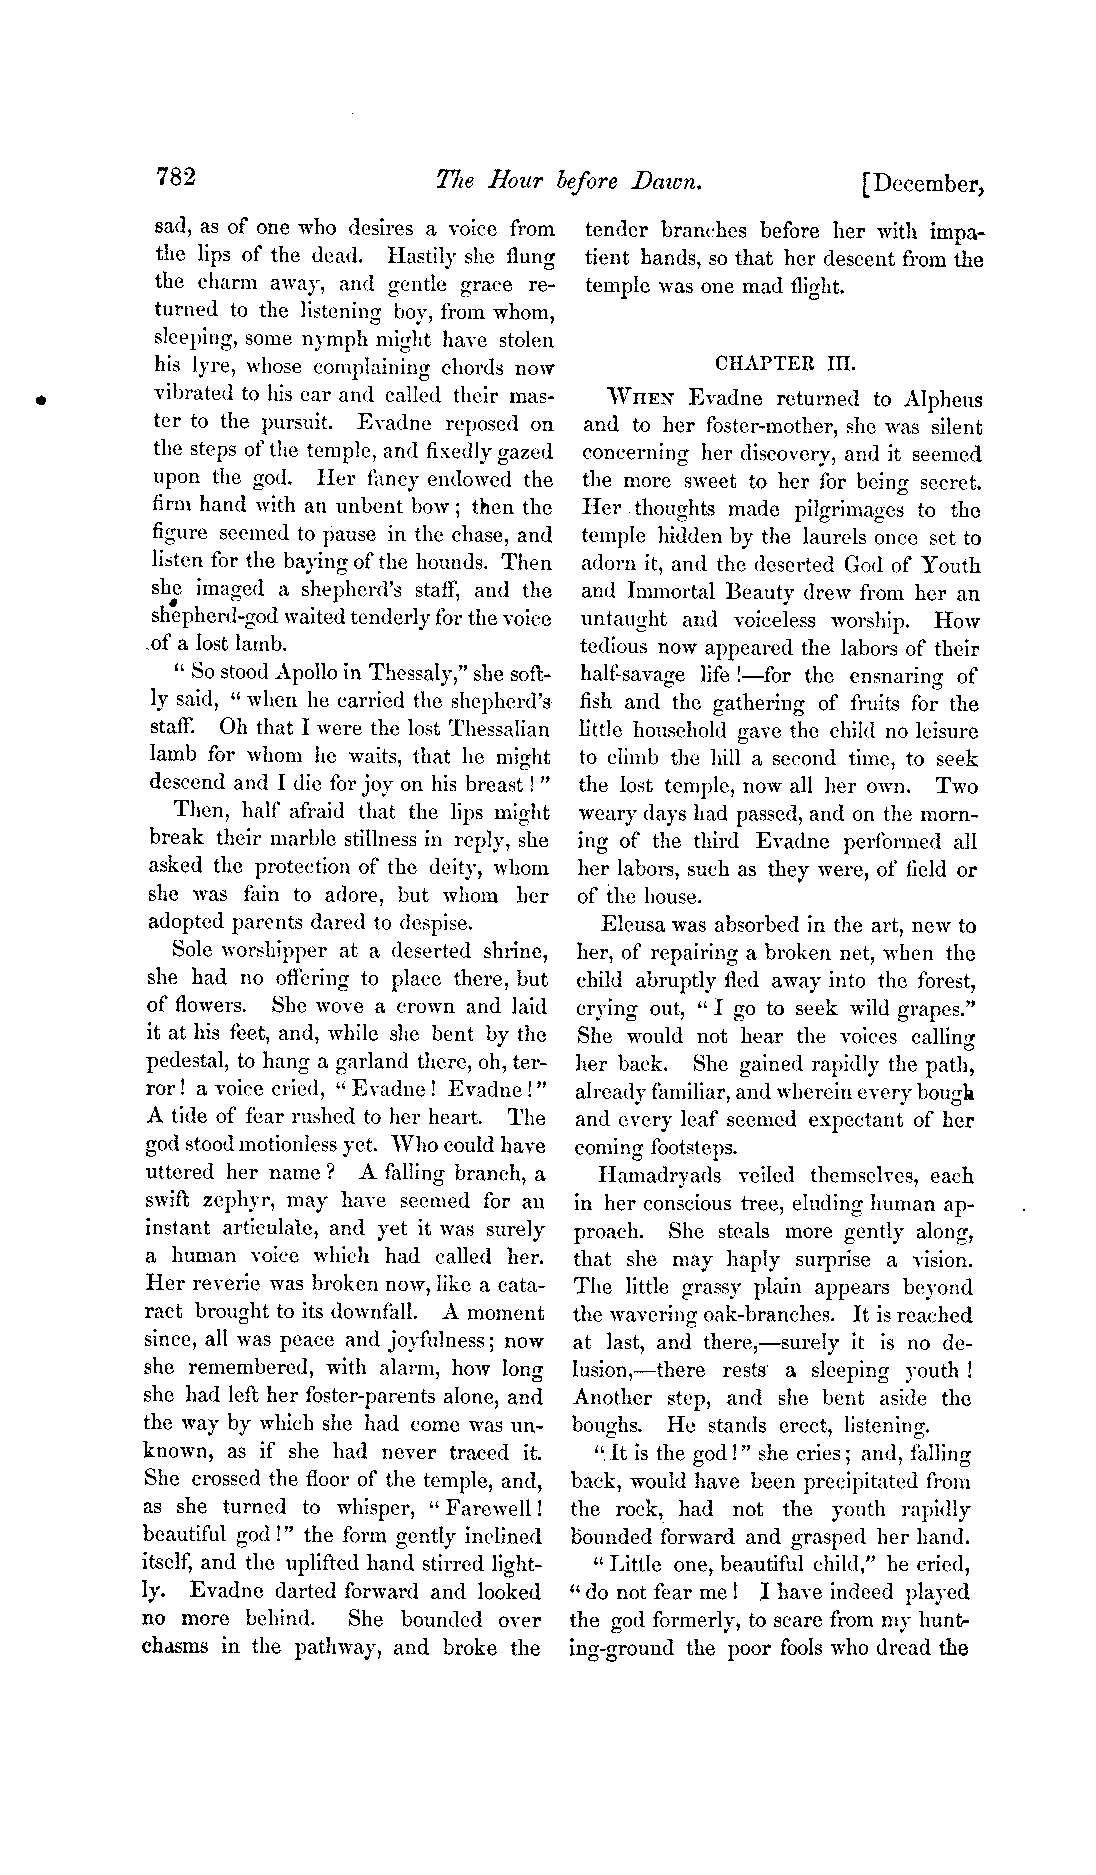 782 The Hour before Dawn. [December,
sad, as of one who desires a voice from
the lips of the dead. Hastily she flung
the charm away, and gentle grace re-
turned to the listening boy, from whom,
sleeping, some nymph might have stolen
his lyre, whose complaining chords now
vibrated to his ear and called their mas-
ter to the pursuit. Evadne reposed on
the steps of the temple, and fixedly gazed
upon the god. Her fancy endowed the
firm hand with an unbent bow; then the
figure seemed to pause in the chase, and
listen for the baying of the hounds. Then
she imaged a shepherd's staff, and the
shepherd-god waited tenderly for the voice
of a lost lamb.
"So stood Apollo in Thessaly," she soft-
ly said, "when he carried the shepherd's
staff. Oh that I were the lost Thessalian
lamb for whom he waits, that he might
descend and I die for joy on his breast!"
Then, half afraid that the lips might
break their marble stillness in reply, she
asked the protection of the deity, whom
she was fain to adore, but whom her
adopted parents dared to despise.
Sole worshipper at a deserted shrine,
she had no offering to place there, but
of flowers. She wove a crown and laid
it at his feet, and, while she bent by the
pedestal, to hang a garland there, oh, ter-
ror! a voice cried, "Evadne! Evadne!"
A tide of fear rushed to her heart. The
god stood motionless yet. Who could have
uttered her name? A falling branch, a
swift zephyr, may have seemed for an
instant articulate, and yet it was surely
a human voice which had called her.
Her reverie was broken now, like a cata-
ract brought to its downfall. A moment
since, all was peace and joyfulness; now
she remembered, with alarm, how long
she had left her foster-parents alone, and
the way by which she had come was un-
known, as if she had never traced it.
She crossed the floor of the temple, and,
as she turned to whisper, "Farewell!
beautiful god!" the form gently inclined
itself, and the uplifted hand stirred light-
ly. Evadne darted forward and looked
no more behind. She bounded over
chasms in the pathway, and broke the
tender branches before her with impa-
tient hands, so that her descent from the
temple was one mad flight.
CHAPTER III.
WHEN Evadne returned to Alpheus
and to her foster-mother, she was silent
concerning her discovery, and it seemed
the more sweet to her for being secret.
Her thoughts made pilgrimages to the
temple hidden by the laurels once set to
adorn it, and the deserted God of Youth
and Immortal Beauty drew from her an
untaught and voiceless worship. How
tedious now appeared the labors of their
half-savage life!—for the ensnaring of
fish and the gathering of fruits for the
little household gave the child no leisure
to climb the hill a second time, to seek
the lost temple, now all her own. Two
weary days had passed, and on the morn-
ing of the third Evadne performed all
her labors, such as they were, of field or
of the house.
Eleusa was absorbed in the art, new to
her, of repairing a broken net, when the
child abruptly fled away into the forest,
crying out, "I go to seek wild grapes."
She would not hear the voices calling
her back. She gained rapidly the path,
already familiar, and wherein every bough
and every leaf seemed expectant of her
coming footsteps.
Hamadryads veiled themselves, each
in her conscious tree, eluding human ap-
proach. She steals more gently along,
that she may haply surprise a vision.
The little grassy plain appears beyond
the wavering oak-branches. It is reached
at last, and there,—surely it is no de-
lusion,—there rests a sleeping youth!
Another step, and she bent aside the
boughs. He stands erect, listening.
"It is the god!" she cries; and, falling
back, would have been precipitated from
the rock, had not the youth rapidly
bounded forward and grasped her hand.
"Little one, beautiful child," he cried,
"do not fear me! I have indeed played
the god formerly, to scare from my hunt-
ing-ground the poor fools who dread the